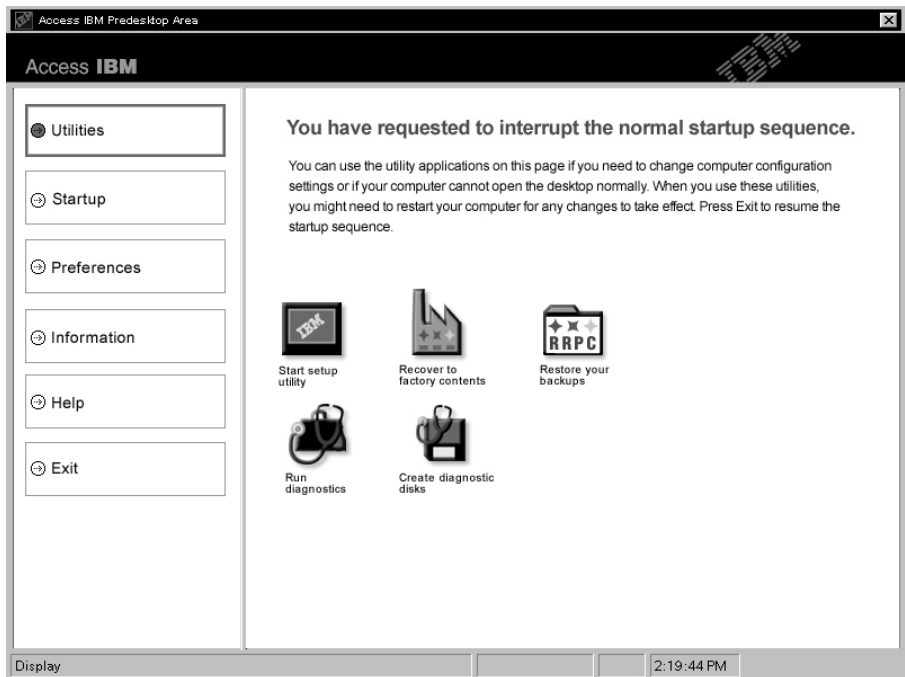 Access IBM Predesktop Area
Access IBM
IBM
Utilities
Startup
Preferences
Information
Help
Exit
You have requested to interrupt the normal startup sequence.
You can use the utility applications on this page if you need to change computer configuration
settings or if your computer cannot open the desktop normally. When you use these utilities,
you might need to restart your computer for any changes to take effect. Press Exit to resume the
startup sequence.
IBM
Start setup
utility
Recover to
factory contents
RRPC
Restore your
backups
Run
diagnostics
Create diagnostic
disks
Display
2:19:44 PM